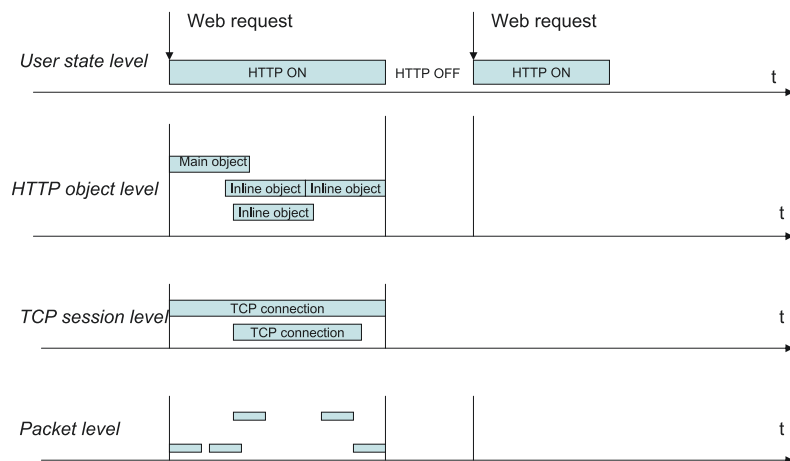 Web request
Web request
User state level
HTTP ON
HTTP OFF
HTTP ON
t
Main object
HTTP object level
Inline object
Inline object
Inline object
t
TCP connection
TCP session level
t
TCP connection
Packet level
t